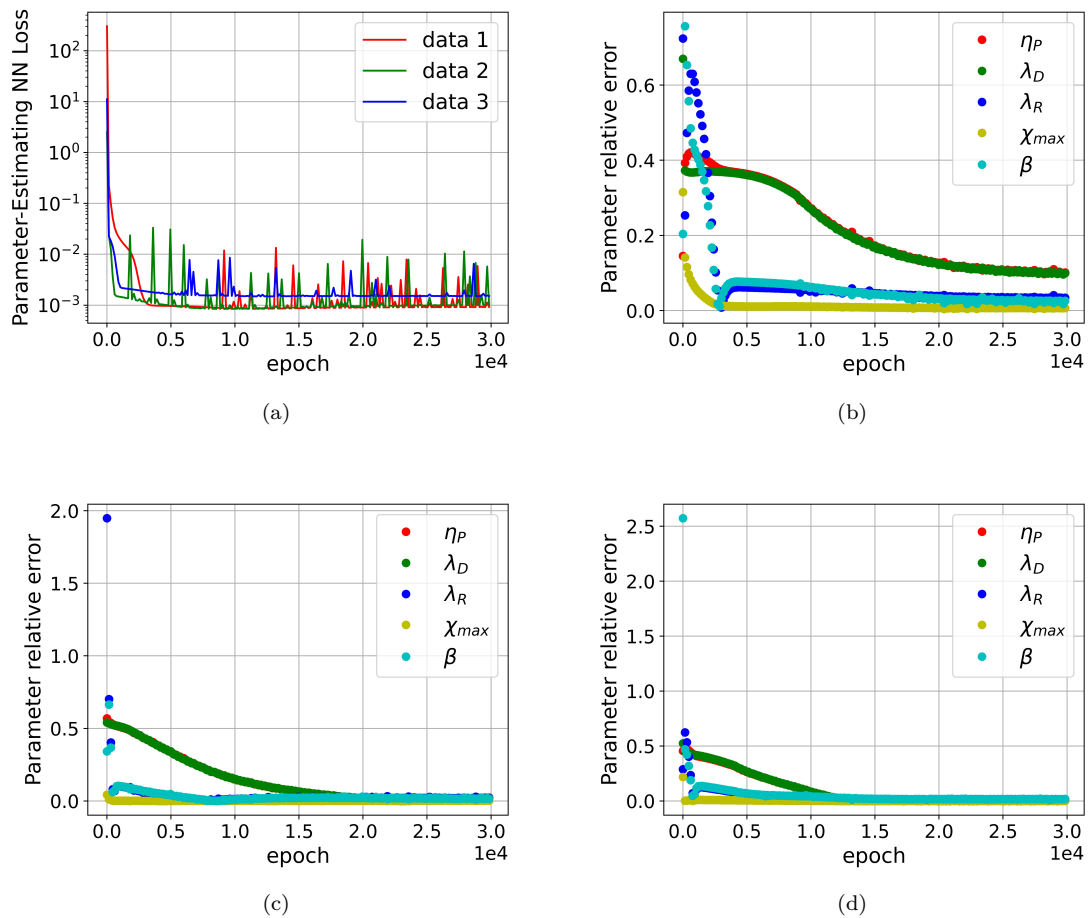 Parameter-Estimating NN Loss
10²
10¹
10⁰
10⁻¹
10⁻²
10⁻³
data 1
data 2
data 3
0.0 0.5 1.0 1.5 2.0 2.5 3.0
1e4
epoch
(a)
Parameter relative error
0.6
0.4
0.2
0.0
η_P
λ_D
λ_R
χ_max
β
0.0 0.5 1.0 1.5 2.0 2.5 3.0
1e4
epoch
(b)
Parameter relative error
2.0
1.5
1.0
0.5
0.0
η_P
λ_D
λ_R
χ_max
β
0.0 0.5 1.0 1.5 2.0 2.5 3.0
1e4
epoch
(c)
Parameter relative error
2.5
2.0
1.5
1.0
0.5
0.0
η_P
λ_D
λ_R
χ_max
β
0.0 0.5 1.0 1.5 2.0 2.5 3.0
1e4
epoch
(d)